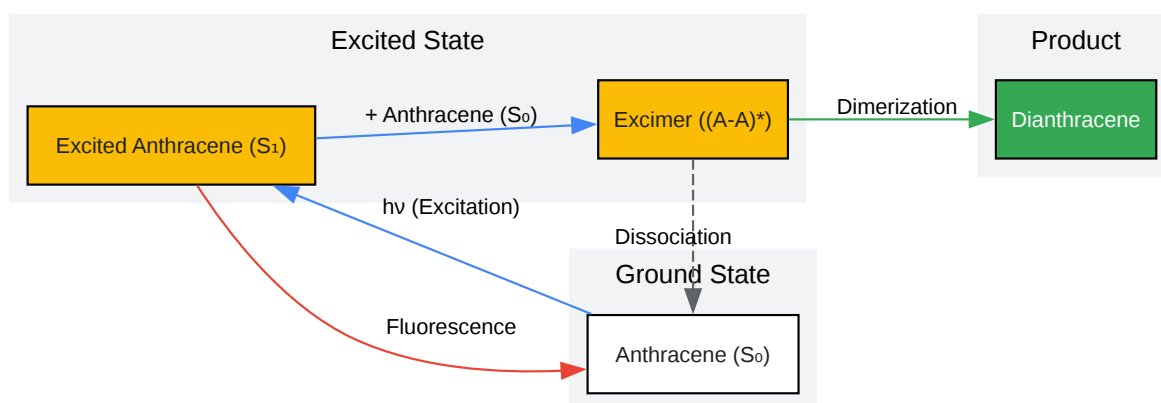 Excited State
Product
+ Anthracene (S₀)
Dimerization
Excimer ((A-A)*)
Dianthracene
Excited Anthracene (S₁)
hν (Excitation)
Dissociation
Ground State
Fluorescence
Anthracene (S₀)